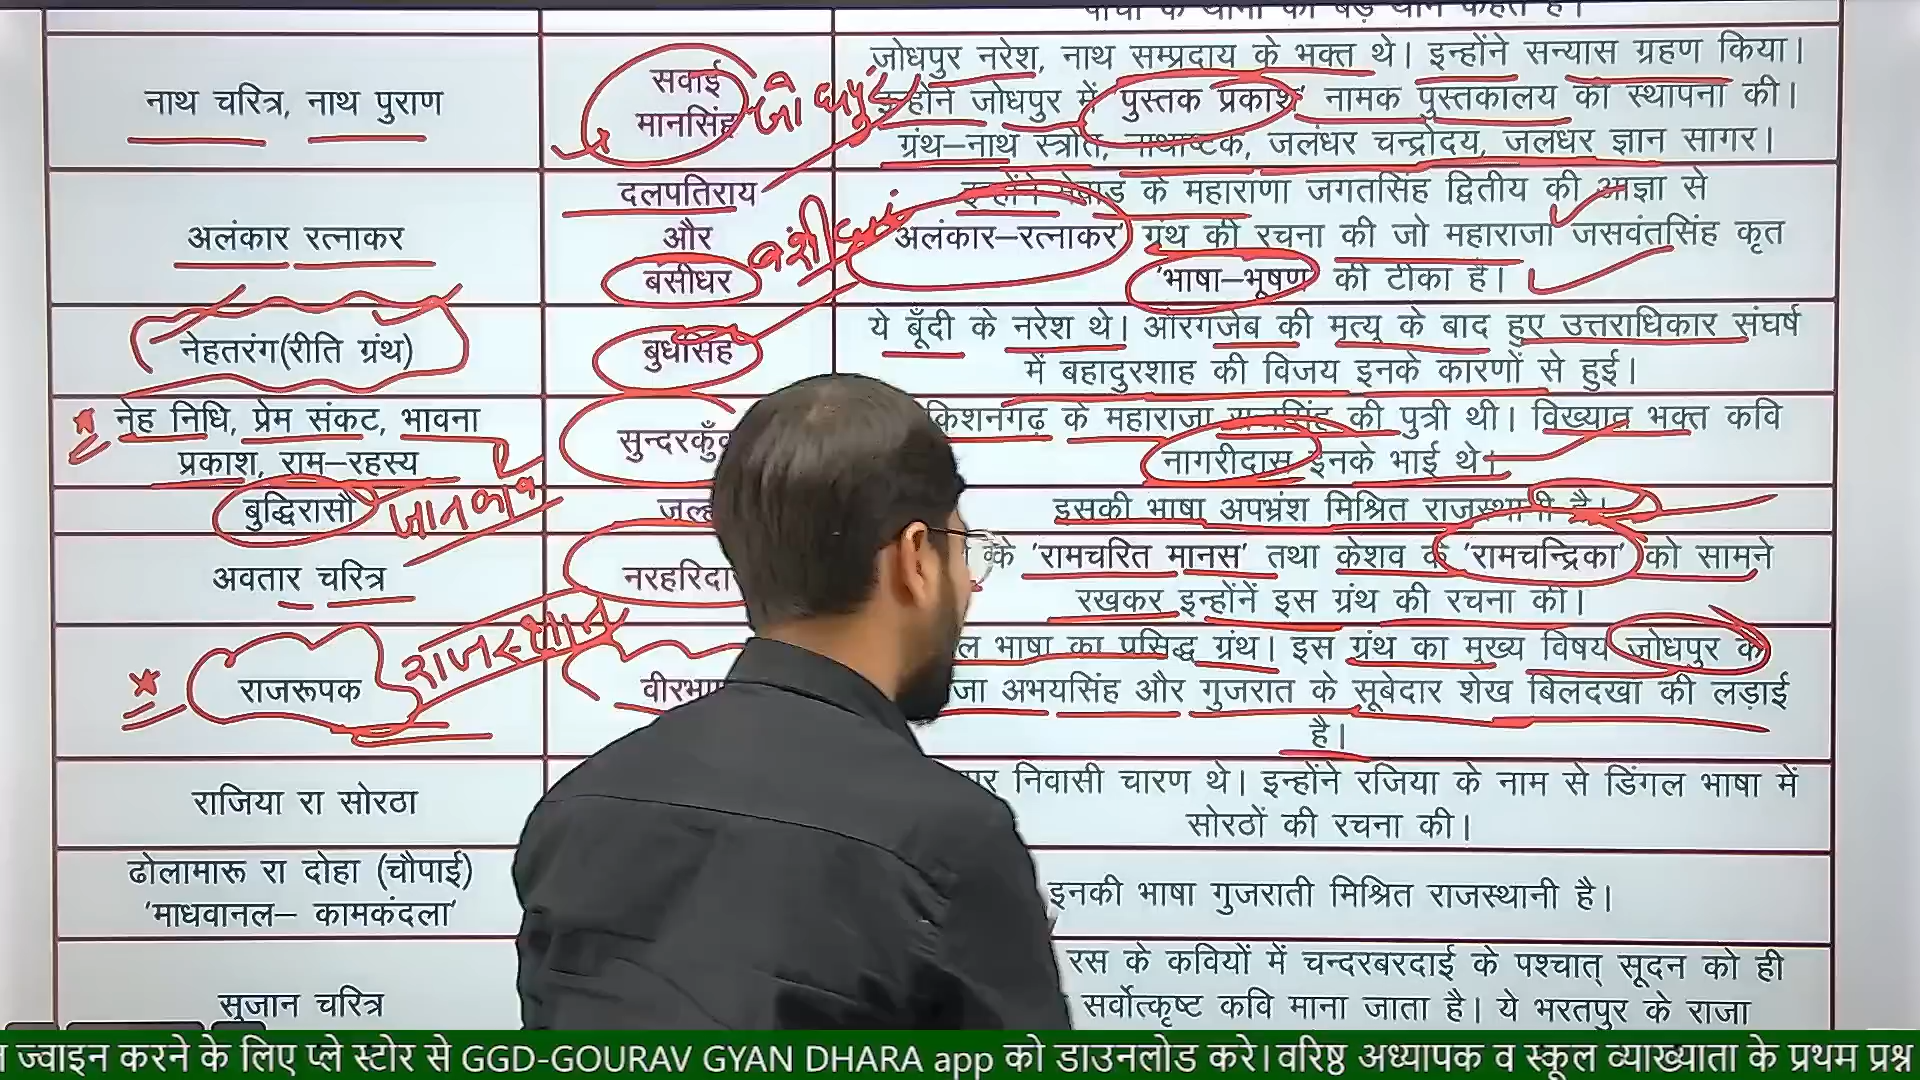 नाथ चरित्र, नाथ पुराण
सवाई
मानसिंह
जोधपुर
जोधपुर नरेश, नाथ सम्प्रदाय के भक्त थे। इन्होंने सन्यास ग्रहण किया।
जोधपुर में 'पुस्तक प्रकाश' नामक पुस्तकालय की स्थापना की।
ग्रंथ–नाथ स्त्रोत, नाथाष्टक, जलंधर चन्द्रोदय, जलधर ज्ञान सागर।
अलंकार रत्नाकर
दलपतिराय
और
बंसीधर
वंशीधर
इन्होंने मेवाड़ के महाराणा जगतसिंह द्वितीय की आज्ञा से
'अलंकार–रत्नाकर' ग्रंथ की रचना की जो महाराजा जसवंतसिंह कृत
'भाषा–भूषण' की टीका है।
नेहतरंग(रीति ग्रंथ)
बुधसिंह
ये बूँदी के नरेश थे। औरंगजेब की मृत्यू के बाद हुए उत्तराधिकार संघर्ष
में बहादुरशाह की विजय इनके कारणों से हुई।
नेह निधि, प्रेम संकट, भावना
प्रकाश, राम–रहस्य
किशनगढ़ के महाराजा राजसिंह की पुत्री थी। विख्यात भक्त कवि
नागरीदास इनके भाई थे।
बुद्धिरासौ
इसकी भाषा अपभ्रंश मिश्रित राजस्थानी है।
अवतार चरित्र
के 'रामचरित मानस' तथा केशव के 'रामचन्द्रिका' को सामने
रखकर इन्होंनें इस ग्रंथ की रचना की।
राजरूपक
राजस्थान
भाषा का प्रसिद्ध ग्रंथ। इस ग्रंथ का मुख्य विषय जोधपुर के
अभयसिंह और गुजरात के सूबेदार शेख बिलदखां की लड़ाई
है।
राजिया रा सोरठा
निवासी चारण थे। इन्होंने रजिया के नाम से डिंगल भाषा में
सोरठों की रचना की।
ढोलामारू रा दोहा (चौपाई)
'माधवानल– कामकंदला'
इनकी भाषा गुजराती मिश्रित राजस्थानी है।
सुजान चरित्र
रस के कवियों में चन्दरबरदाई के पश्चात् सूदन को ही
सर्वोत्कृष्ट कवि माना जाता है। ये भरतपुर के राजा
ज्वाइन करने के लिए प्ले स्टोर से GGD-GOURAV GYAN DHARA app को डाउनलोड करे। वरिष्ठ अध्यापक व स्कूल व्याख्याता के प्रथम प्रश्न